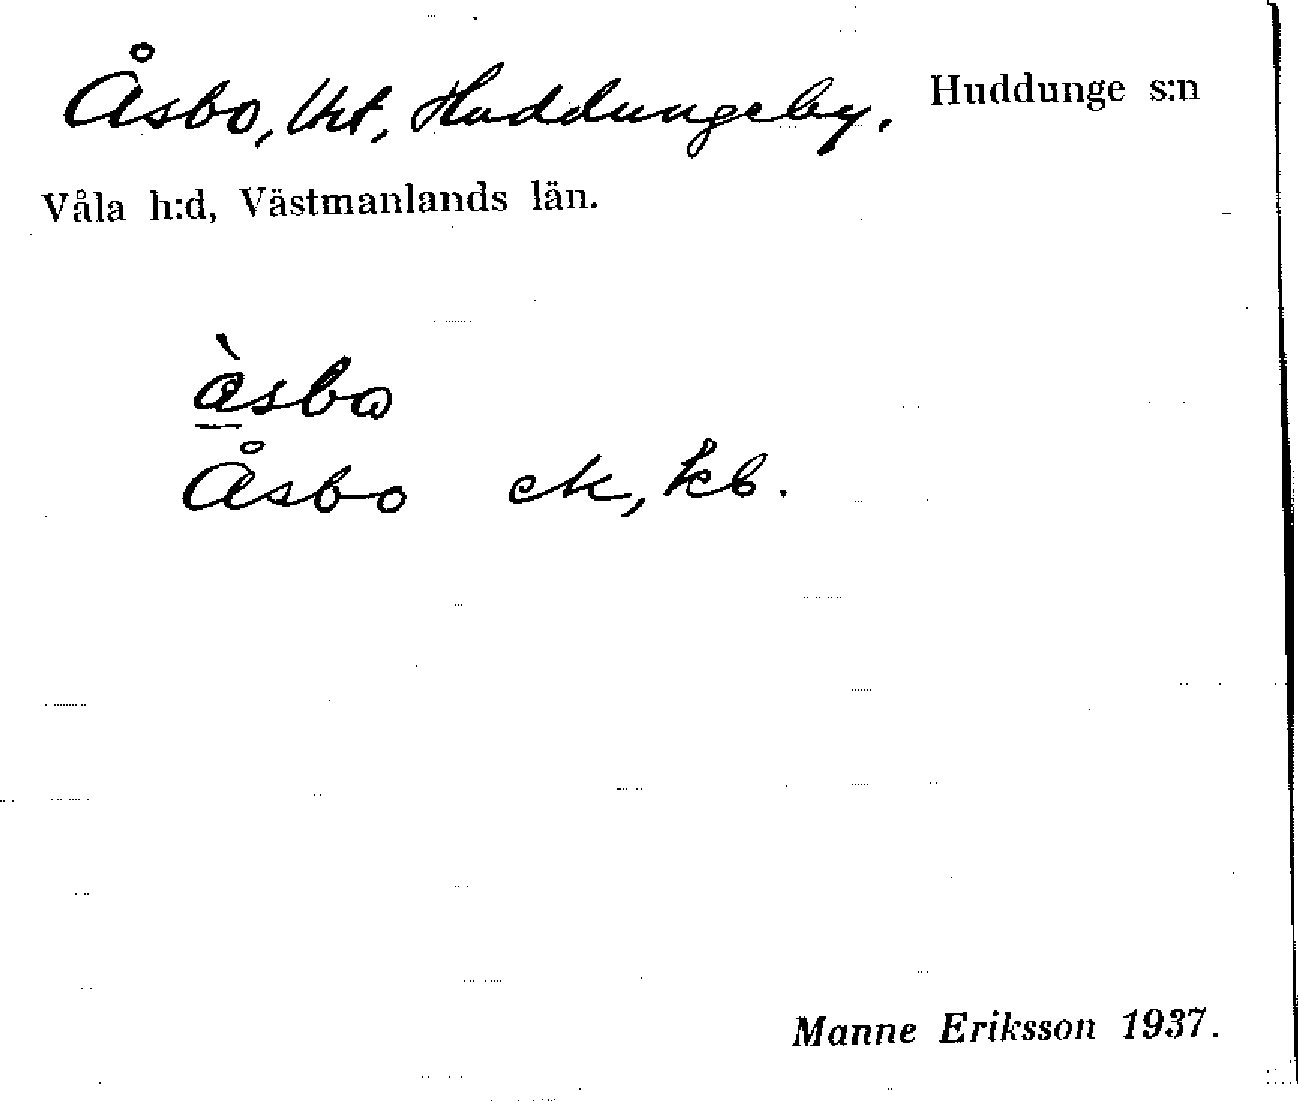 Åsbo, lht, Huddungeby, Huddunge s:n
Våla h:d, Västmanlands län.
åsbo
Åsbo ek, kb.
Manne Eriksson 1937.